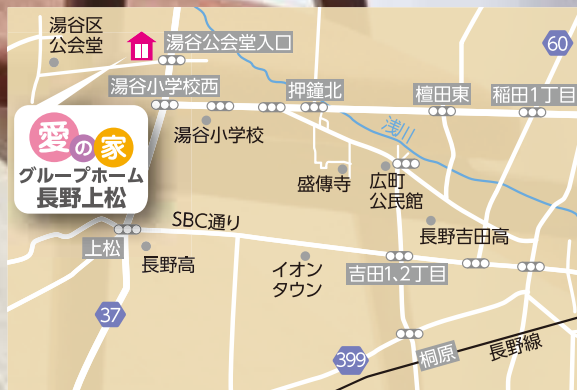 湯谷区
公会堂
湯谷公会堂入口
60
湯谷小学校西
押鐘北
檀田東
稲田1丁目
湯谷小学校
浅川
愛の家
グループホーム
長野上松
盛傳寺
広町
公民館
SBC通り
長野吉田高
上松
長野高
イオン
タウン
吉田1、2丁目
37
399
桐原
長野線